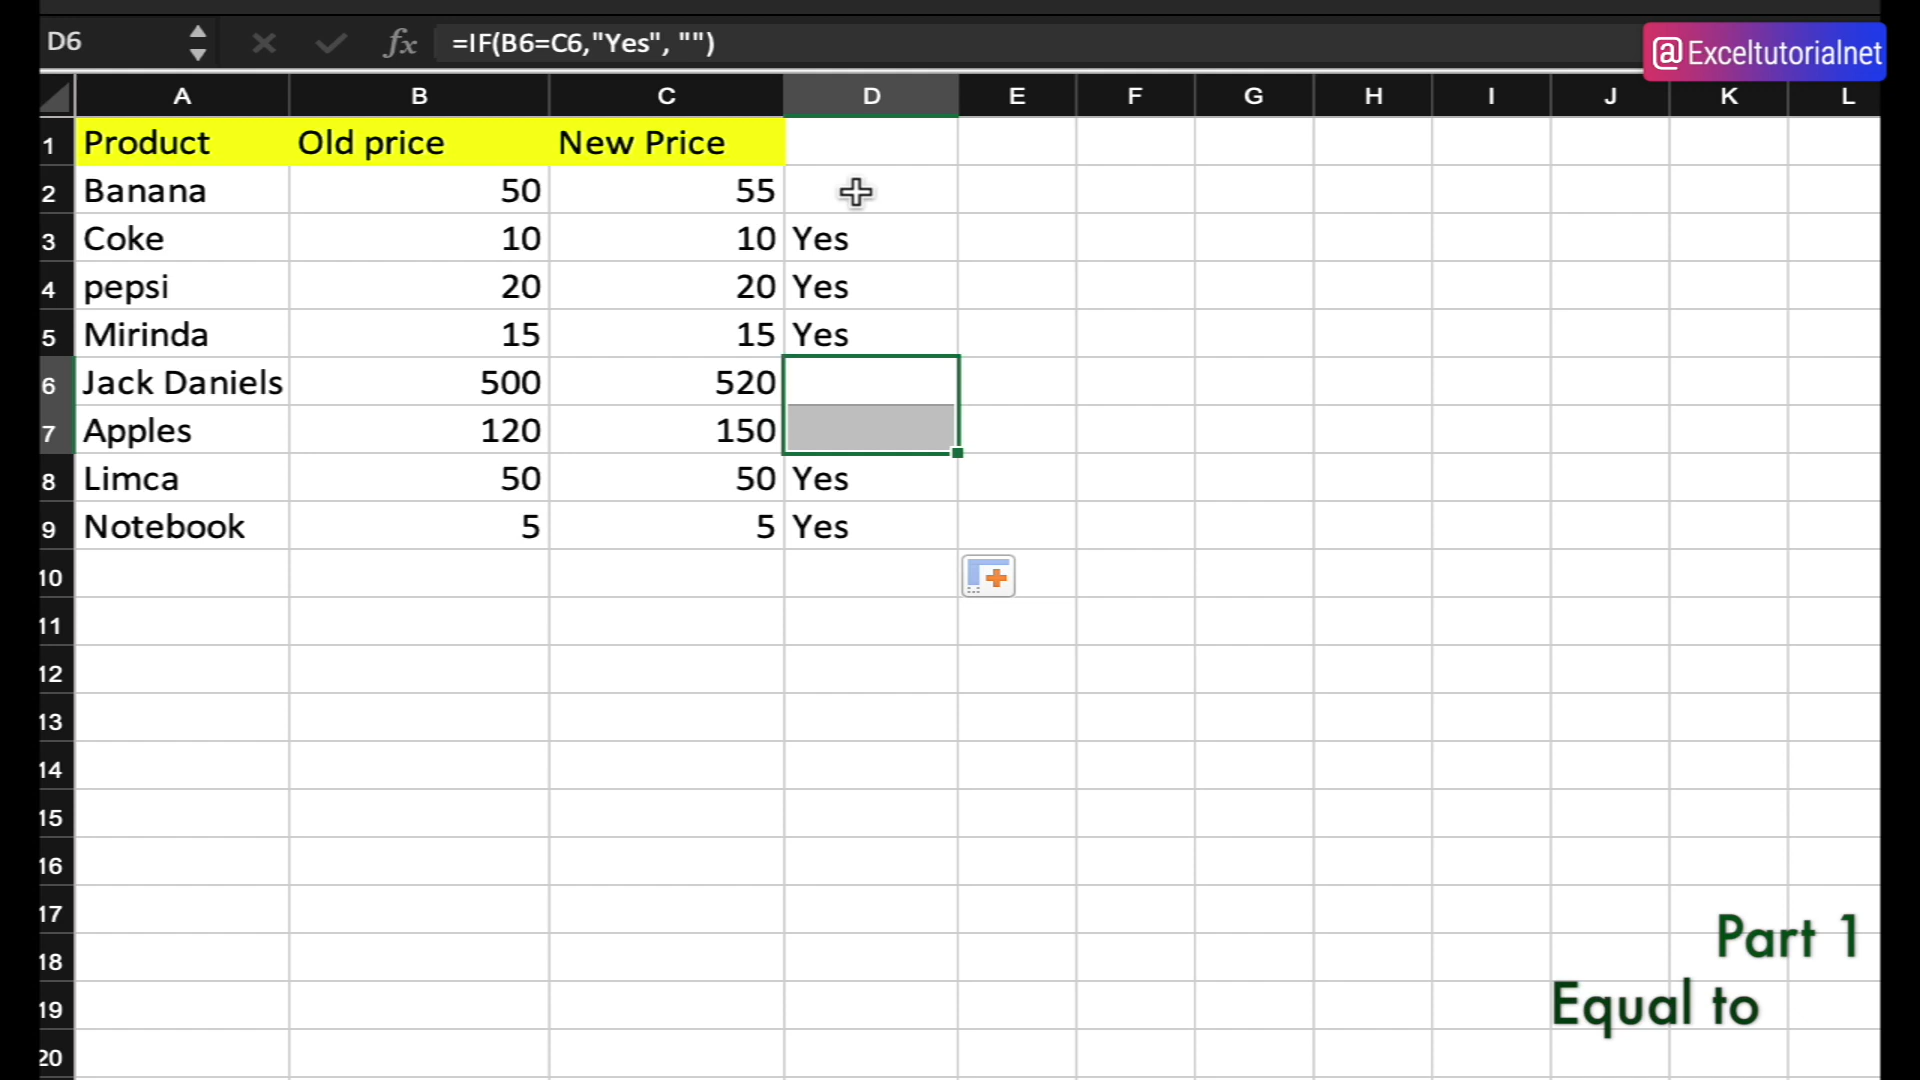 D6 fx =IF(B6=C6,"Yes", "")
@Exceltutorialnet
A B C D E F G H I J K L
1 Product Old price New Price
2 Banana 50 55
3 Coke 10 10 Yes
4 pepsi 20 20 Yes
5 Mirinda 15 15 Yes
6 Jack Daniels 500 520
7 Apples 120 150
8 Limca 50 50 Yes
9 Notebook 5 5 Yes
10
11
12
13
14
15
16
17
Part 1
18
19
Equal to
20